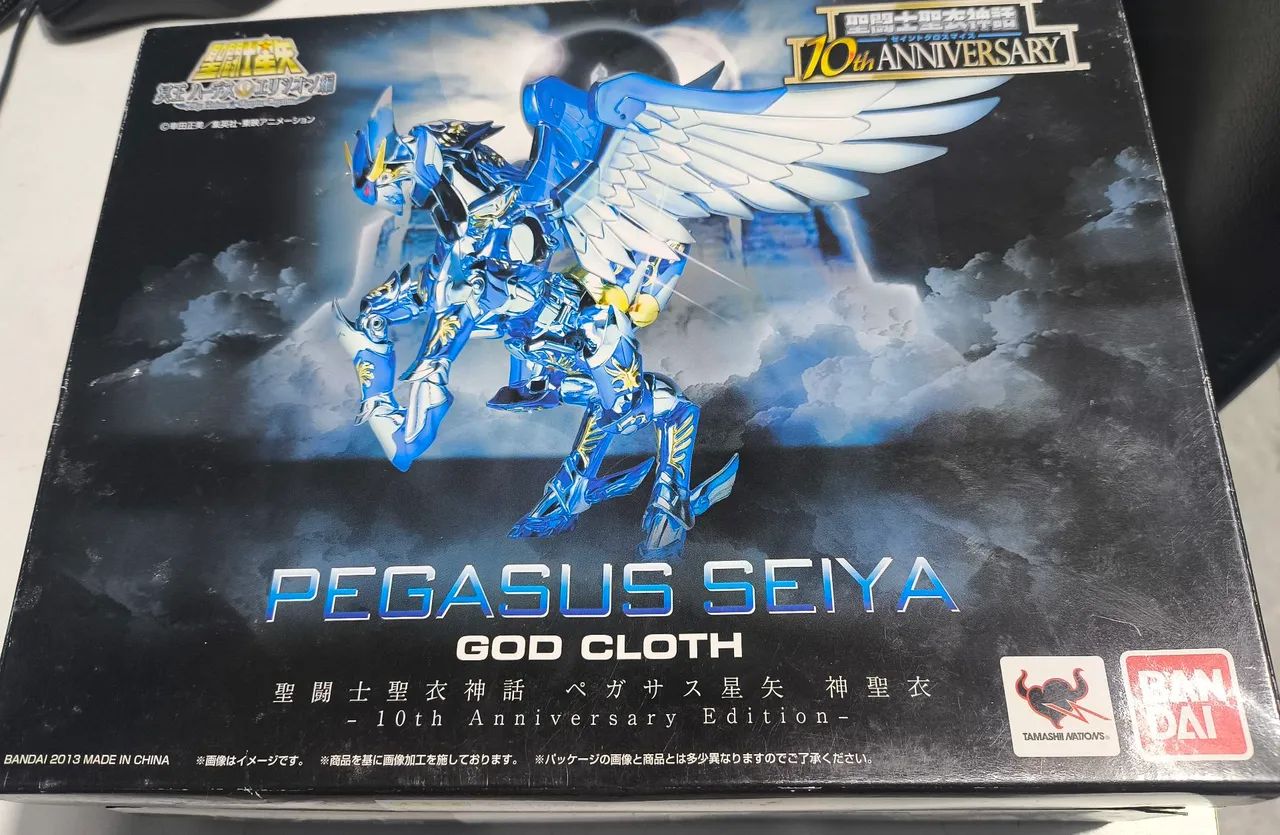 聖闘士星矢
冥王ハーデス エリシオン編
©車田正美／集英社・東映アニメーション
聖闘士聖衣神話
セイントクロスマイス
10th ANNIVERSARY
PEGASUS SEIYA
GOD CLOTH
聖闘士聖衣神話 ペガサス星矢 神聖衣
-10th Anniversary Edition-
TAMASHII NATIONS®
BAN
DAI
BANDAI 2013 MADE IN CHINA ※画像はイメージです。 ※商品を基に画像加工を施しております。 ※パッケージの画像と商品とは多少異なりますのでご了承ください。